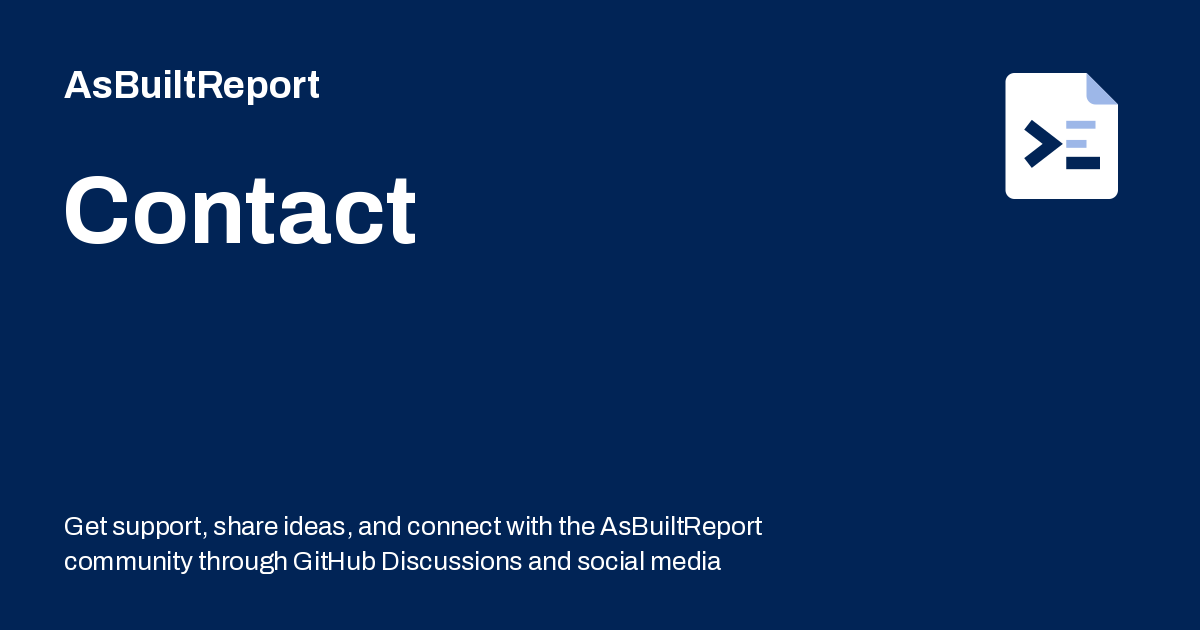 AsBuiltReport
Contact
Get support, share ideas, and connect with the AsBuiltReport
community through GitHub Discussions and social media